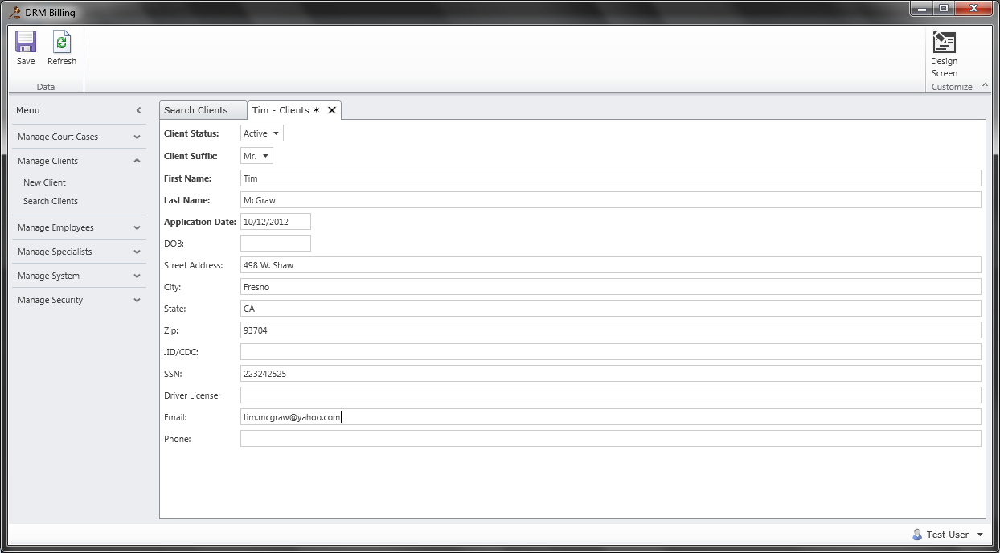 DRM Billing
Save
Refresh
Data
Design
Screen
Customize
Menu
Manage Court Cases
Manage Clients
New Client
Search Clients
Manage Employees
Manage Specialists
Manage System
Manage Security
Search Clients
Tim - Clients *
Client Status: Active
Client Suffix: Mr.
First Name: Tim
Last Name: McGraw
Application Date: 10/12/2012
DOB:
Street Address: 498 W. Shaw
City: Fresno
State: CA
Zip: 93704
JID/CDC:
SSN: 223242525
Driver License:
Email: tim.mcgraw@yahoo.com
Phone:
Test User